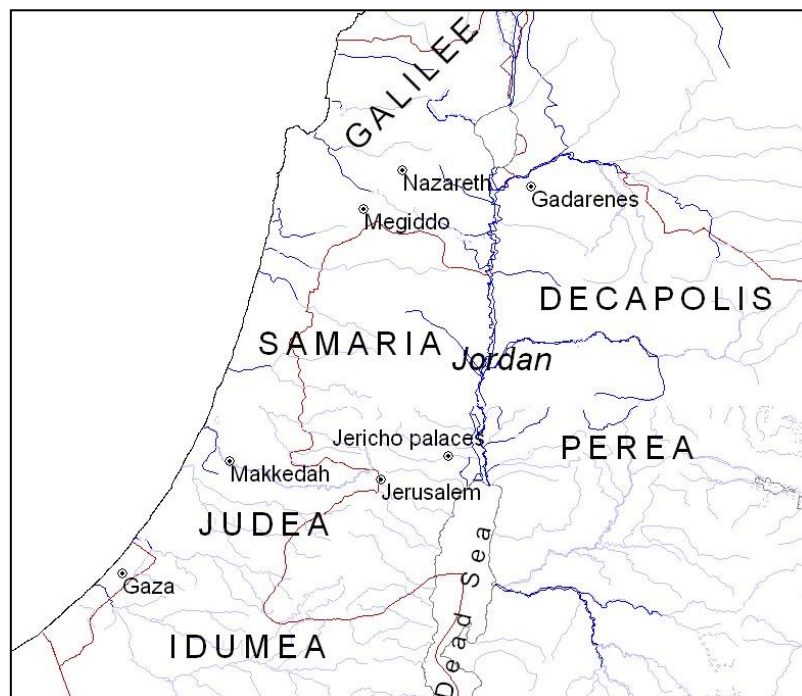 GALILEE
Nazareth
Gadarenes
Megiddo
DECAPOLIS
SAMARIA
Jordan
Jericho palaces
PEREA
Makkedah
Jerusalem
JUDEA
Dead Sea
Gaza
IDUMEA